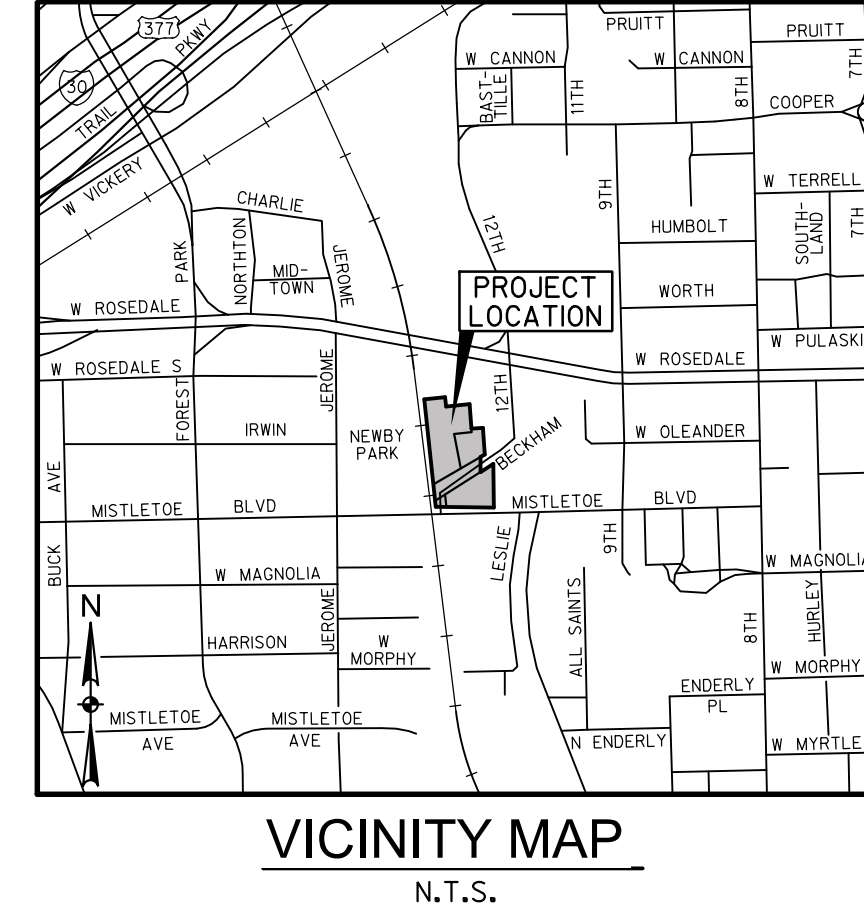 377
PKWY
30
TRAIL
W VICKERY
PRUITT
PRUITT
W CANNON
W CANNON
BAST-
TILLE
11TH
8TH
7TH
COOPER
W TERRELL
9TH
12TH
HUMBOLT
SOUTH-
LAND
7TH
CHARLIE
PARK
NORTHTON
MID-
TOWN
JEROME
WORTH
PROJECT
LOCATION
W ROSEDALE
W ROSEDALE
W PULASKI
W ROSEDALE S
FOREST
JEROME
12TH
IRWIN
NEWBY
PARK
BECKHAM
W OLEANDER
AVE
MISTLETOE
BLVD
MISTLETOE
BLVD
BUCK
LESLIE
9TH
W MAGNOLIA
W MAGNOLIA
N
JEROME
ALL SAINTS
8TH
HURLEY
HARRISON
W
MORPHY
W MORPHY
ENDERLY
PL
MISTLETOE
AVE
MISTLETOE
AVE
N ENDERLY
W MYRTLE
VICINITY MAP
N.T.S.